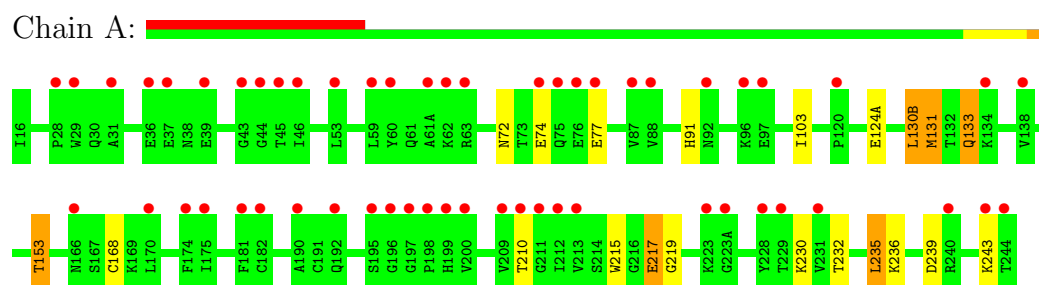 Chain A:
I16 P28 W29 Q30 A31 E36 E37 N38 E39 G43 G44 T45 I46 L53 L59 Y60 Q61 A61A K62 R63 N72 T73 E74 Q75 E76 E77 V87 V88 H91 N92 K96 E97 I103 P120 E124A L130B M131 T132 Q133 K134 V138
T153 N166 S167 C168 K169 L170 F174 I175 F181 C182 A190 C191 Q192 S195 G196 G197 P198 H199 V200 V209 T210 G211 I212 V213 S214 W215 G216 E217 G219 K223 G223A Y228 T229 K230 V231 T232 L235 K236 D239 R240 K243 T244